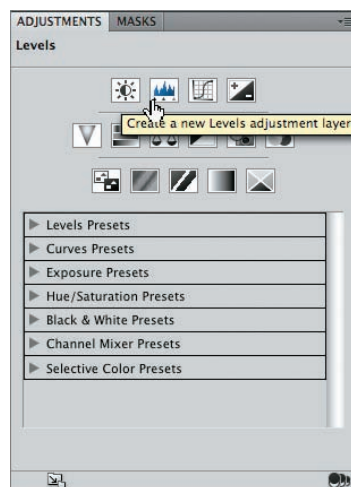 ADJUSTMENTS MASKS
Levels
Create a new Levels adjustment layer
Levels Presets
Curves Presets
Exposure Presets
Hue/Saturation Presets
Black & White Presets
Channel Mixer Presets
Selective Color Presets